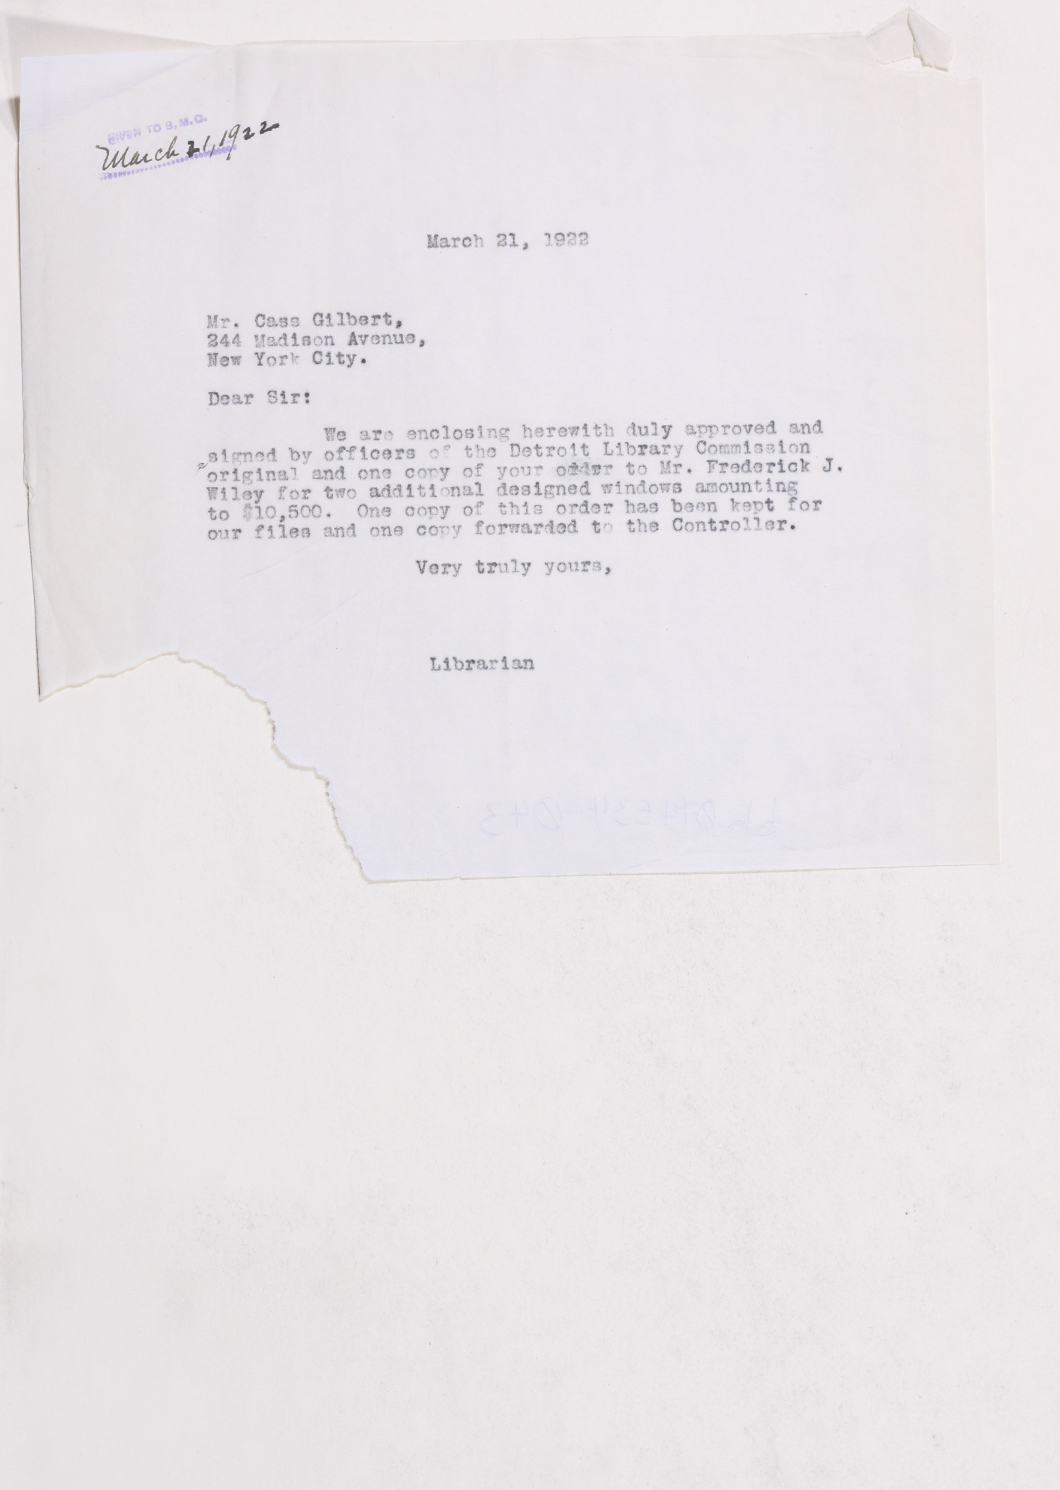 GIVEN TO S.M.C.
March 21, 1922
March 21, 1922
Mr. Cass Gilbert,
244 Madison Avenue,
New York City.
Dear Sir:
We are enclosing herewith duly approved and
signed by officers of the Detroit Library Commission
original and one copy of your order to Mr. Frederick J.
Wiley for two additional designed windows amounting
to $10,500. One copy of this order has been kept for
our files and one copy forwarded to the Controller.
Very truly yours,
Librarian